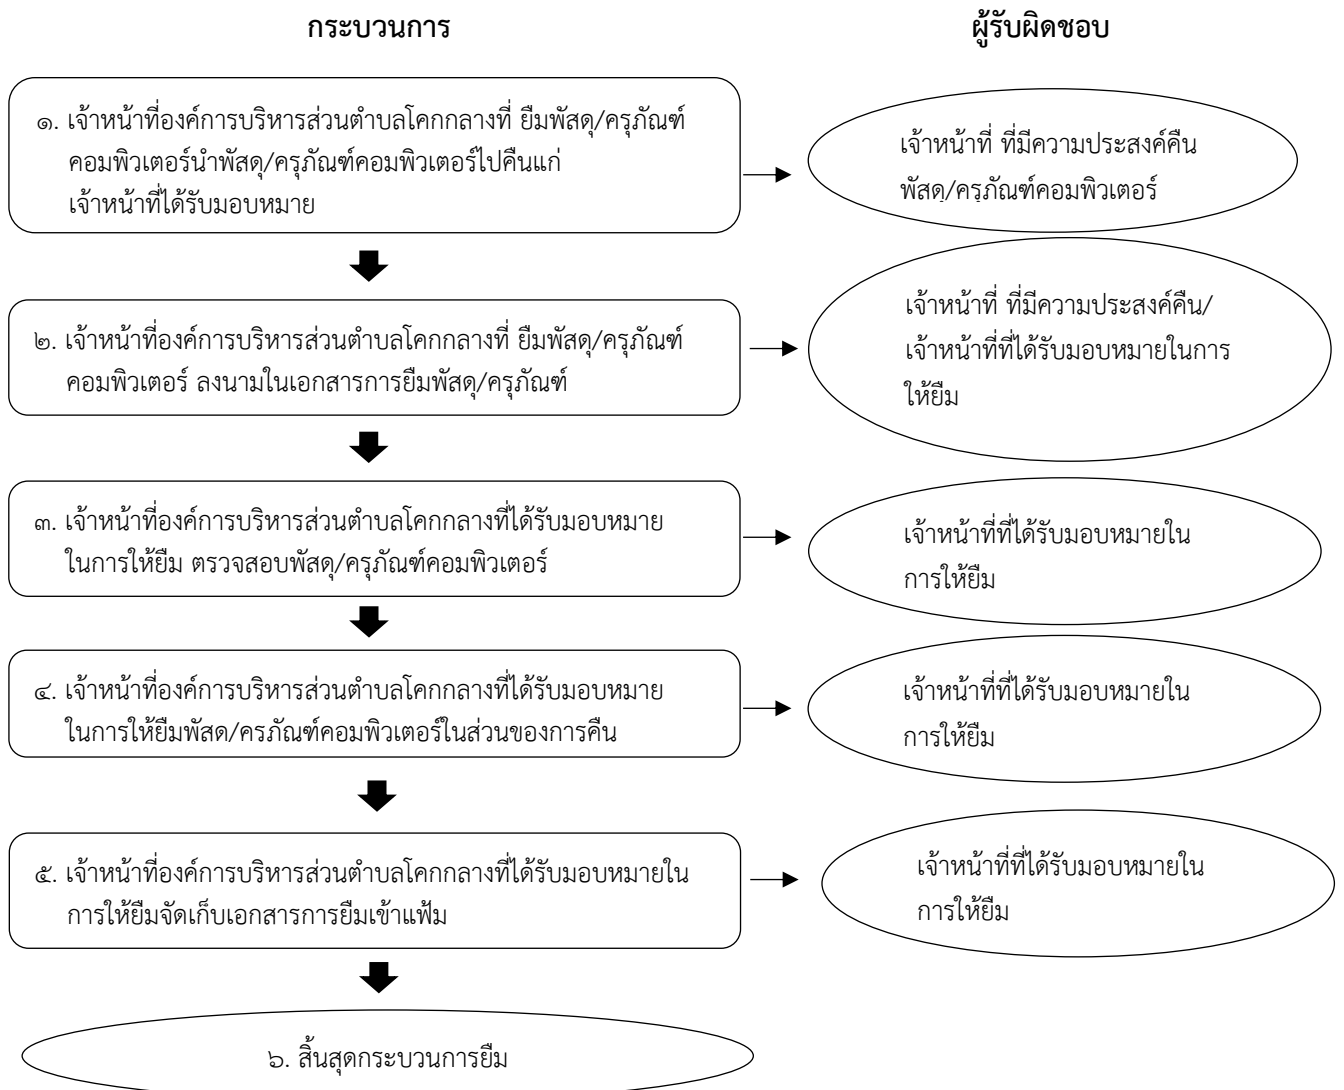 กระบวนการ
ผู้รับผิดชอบ
๑. เจ้าหน้าที่องค์การบริหารส่วนตำบลโคกกลางที่ ยืมพัสดุ/ครุภัณฑ์
คอมพิวเตอร์นำพัสดุ/ครุภัณฑ์คอมพิวเตอร์ไปคืนแก่
เจ้าหน้าที่ได้รับมอบหมาย
เจ้าหน้าที่ ที่มีความประสงค์คืน
พัสดุ/ครุภัณฑ์คอมพิวเตอร์
๒. เจ้าหน้าที่องค์การบริหารส่วนตำบลโคกกลางที่ ยืมพัสดุ/ครุภัณฑ์
คอมพิวเตอร์ ลงนามในเอกสารการยืมพัสดุ/ครุภัณฑ์
เจ้าหน้าที่ ที่มีความประสงค์คืน/
เจ้าหน้าที่ที่ได้รับมอบหมายในการ
ให้ยืม
๓. เจ้าหน้าที่องค์การบริหารส่วนตำบลโคกกลางที่ได้รับมอบหมาย
ในการให้ยืม ตรวจสอบพัสดุ/ครุภัณฑ์คอมพิวเตอร์
เจ้าหน้าที่ที่ได้รับมอบหมายใน
การให้ยืม
๔. เจ้าหน้าที่องค์การบริหารส่วนตำบลโคกกลางที่ได้รับมอบหมาย
ในการให้ยืมพัสด/ครภัณฑ์คอมพิวเตอร์ในส่วนของการคืน
เจ้าหน้าที่ที่ได้รับมอบหมายใน
การให้ยืม
๕. เจ้าหน้าที่องค์การบริหารส่วนตำบลโคกกลางที่ได้รับมอบหมายใน
การให้ยืมจัดเก็บเอกสารการยืมเข้าแฟ้ม
เจ้าหน้าที่ที่ได้รับมอบหมายใน
การให้ยืม
๖. สิ้นสุดกระบวนการยืม